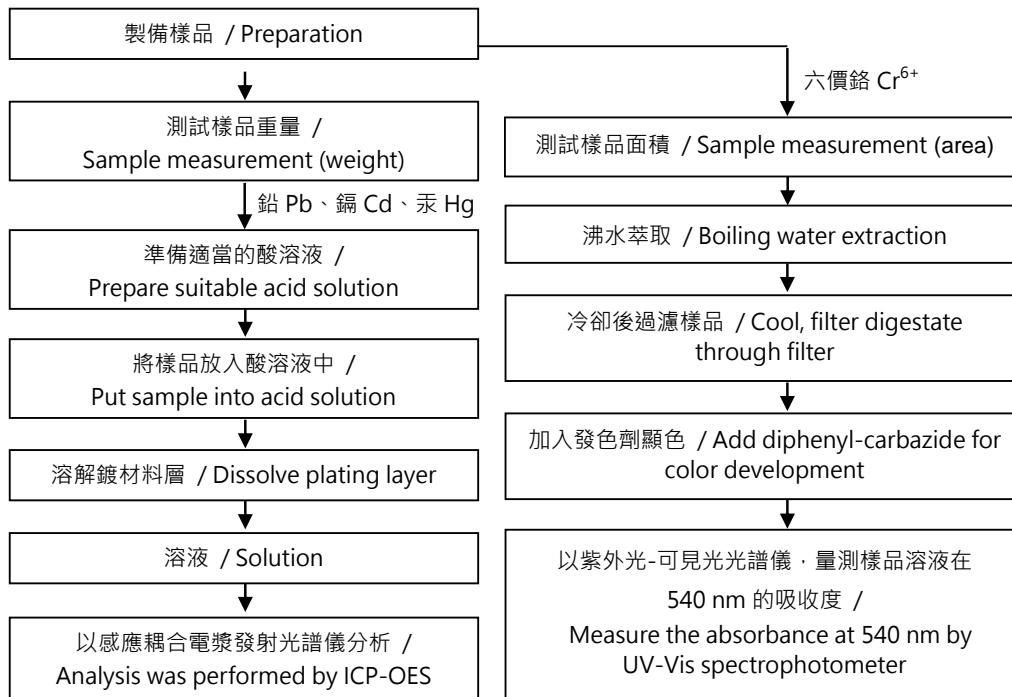 製備樣品 / Preparation
六價鉻 Cr⁶⁺
測試樣品重量 /
Sample measurement (weight)
鉛 Pb、鎘 Cd、汞 Hg
準備適當的酸溶液 /
Prepare suitable acid solution
將樣品放入酸溶液中 /
Put sample into acid solution
溶解鍍材料層 / Dissolve plating layer
溶液 / Solution
以感應耦合電漿發射光譜儀分析 /
Analysis was performed by ICP-OES
測試樣品面積 / Sample measurement (area)
沸水萃取 / Boiling water extraction
冷卻後過濾樣品 / Cool, filter digestate
through filter
加入發色劑顯色 / Add diphenyl-carbazide for
color development
以紫外光-可見光光譜儀，量測樣品溶液在
540 nm 的吸收度 /
Measure the absorbance at 540 nm by
UV-Vis spectrophotometer